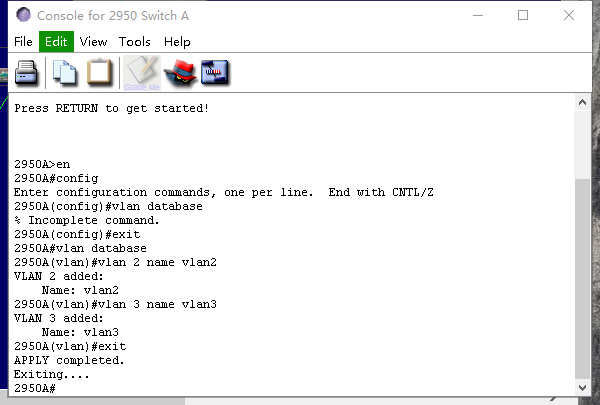 Console for 2950 Switch A
File Edit View Tools Help
Grade Me
Press RETURN to get started!
2950A>en
2950A#config
Enter configuration commands, one per line.  End with CNTL/Z
2950A(config)#vlan database
% Incomplete command.
2950A(config)#exit
2950A#vlan database
2950A(vlan)#vlan 2 name vlan2
VLAN 2 added:
    Name: vlan2
2950A(vlan)#vlan 3 name vlan3
VLAN 3 added:
    Name: vlan3
2950A(vlan)#exit
APPLY completed.
Exiting....
2950A#